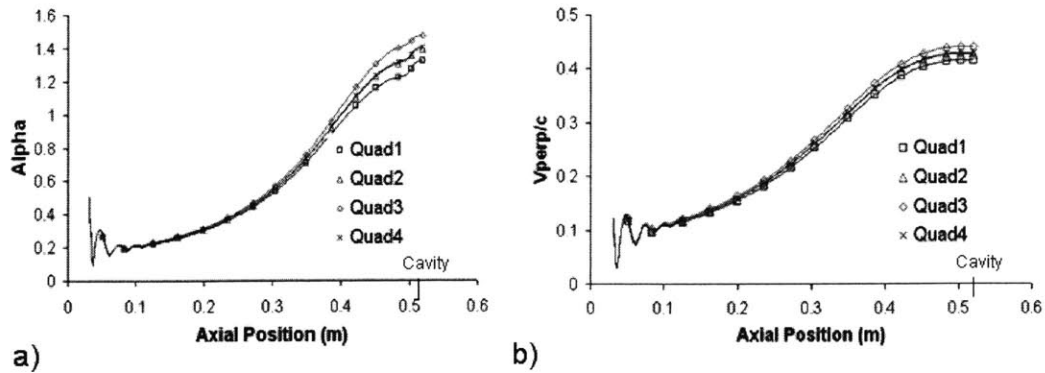 1.6
1.4
1.2
1
0.8
0.6
0.4
0.2
0
Alpha
Quad1
Quad2
Quad3
Quad4
Cavity
0 0.1 0.2 0.3 0.4 0.5 0.6
Axial Position (m)
a)
0.5
0.4
0.3
0.2
0.1
0
Vperp/c
Quad1
Quad2
Quad3
Quad4
Cavity
0 0.1 0.2 0.3 0.4 0.5 0.6
Axial Position (m)
b)